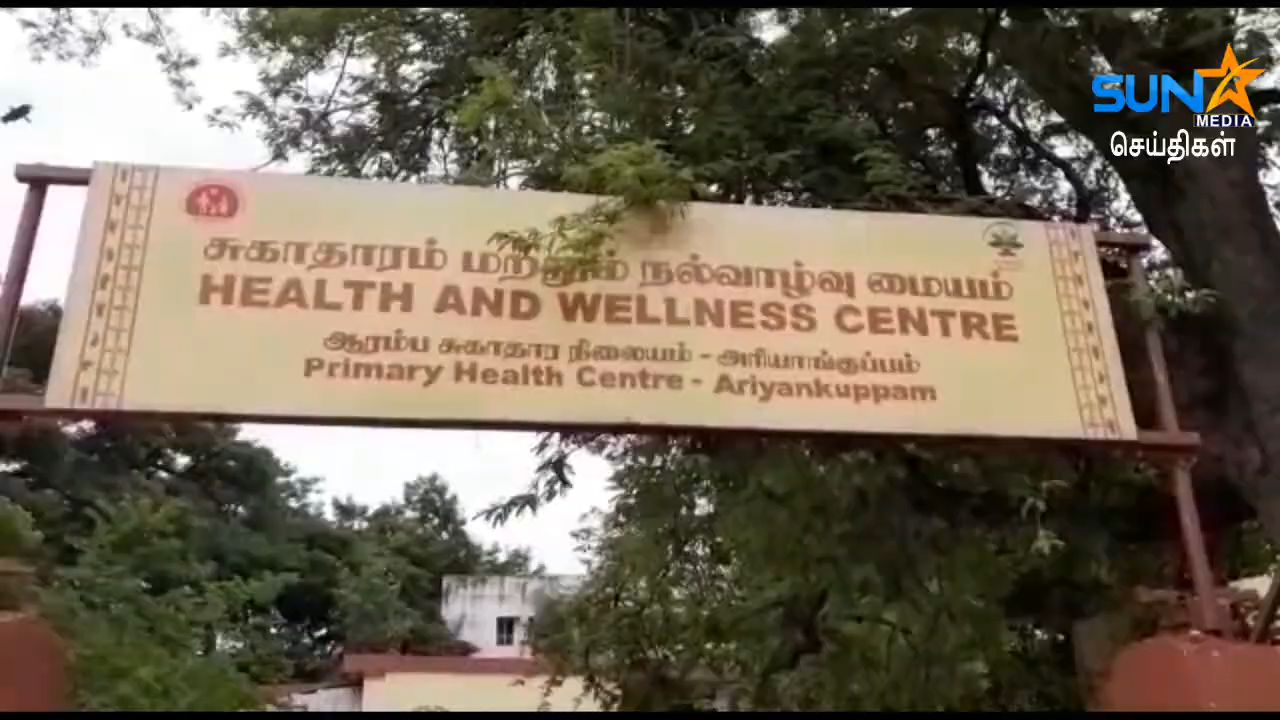 SUN
MEDIA
செய்திகள்
சுகாதாரம் மற்றும் நல்வாழ்வு மையம்
HEALTH AND WELLNESS CENTRE
ஆரம்ப சுகாதார நிலையம் - அரியாங்குப்பம்
Primary Health Centre - Ariyankuppam